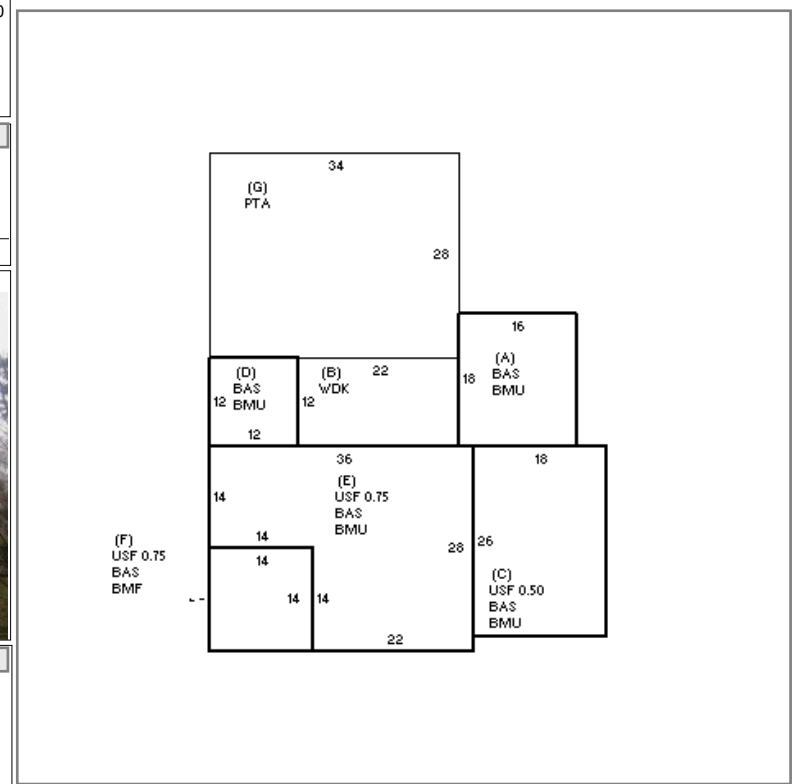 0
34
(G)
PTA
28
16
(A)
BAS
BMU
18
(D)
BAS
BMU
12
12
(B)
WDK
22
12
36
18
(E)
USF 0.75
BAS
BMU
14
14
28
26
(F)
USF 0.75
BAS
BMF
14
14
14
(C)
USF 0.50
BAS
BMU
22